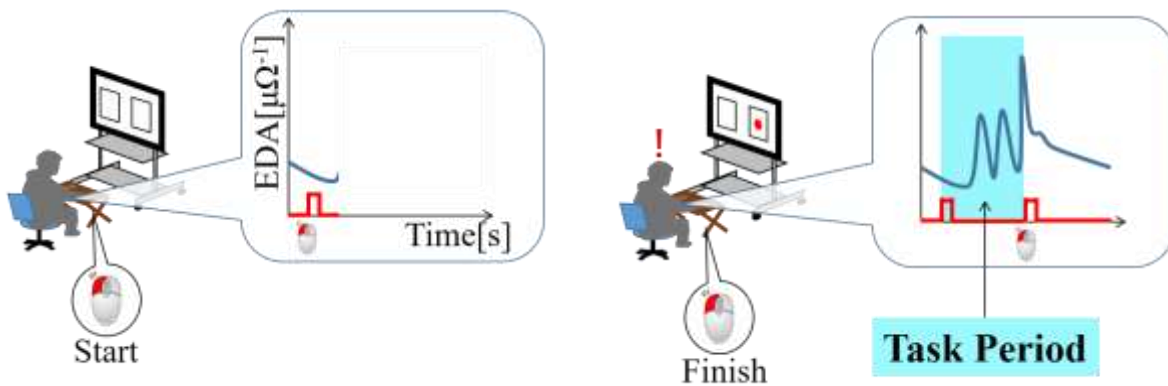 EDA[μΩ⁻¹]
Time[s]
Start
!
Finish
Task Period